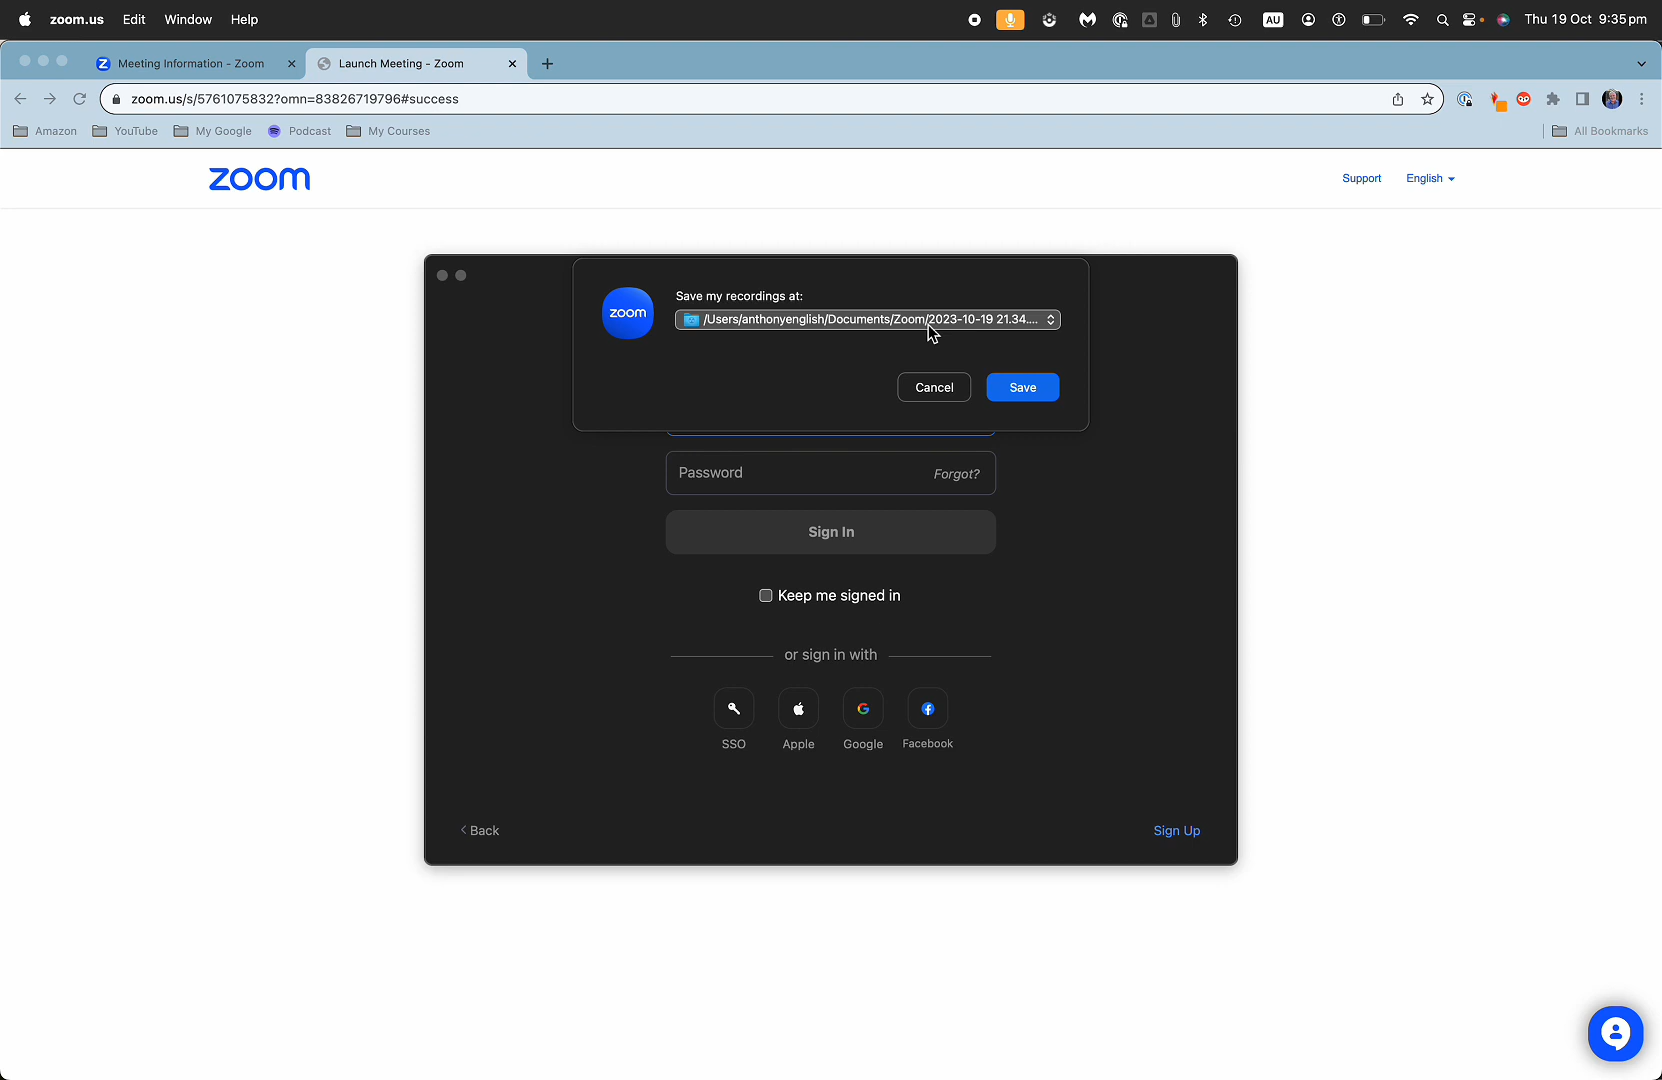 zoom.us Edit Window Help AU Thu 19 Oct 9:35 pm
Meeting Information - Zoom Launch Meeting - Zoom
zoom.us/s/5761075832?omn=83826719796#success
Amazon YouTube My Google Podcast My Courses All Bookmarks
zoom Support English
Save my recordings at:
zoom /Users/anthonyenglish/Documents/Zoom/2023-10-19 21.34....
Cancel Save
Password Forgot?
Sign In
Keep me signed in
or sign in with
SSO Apple Google Facebook
Back Sign Up